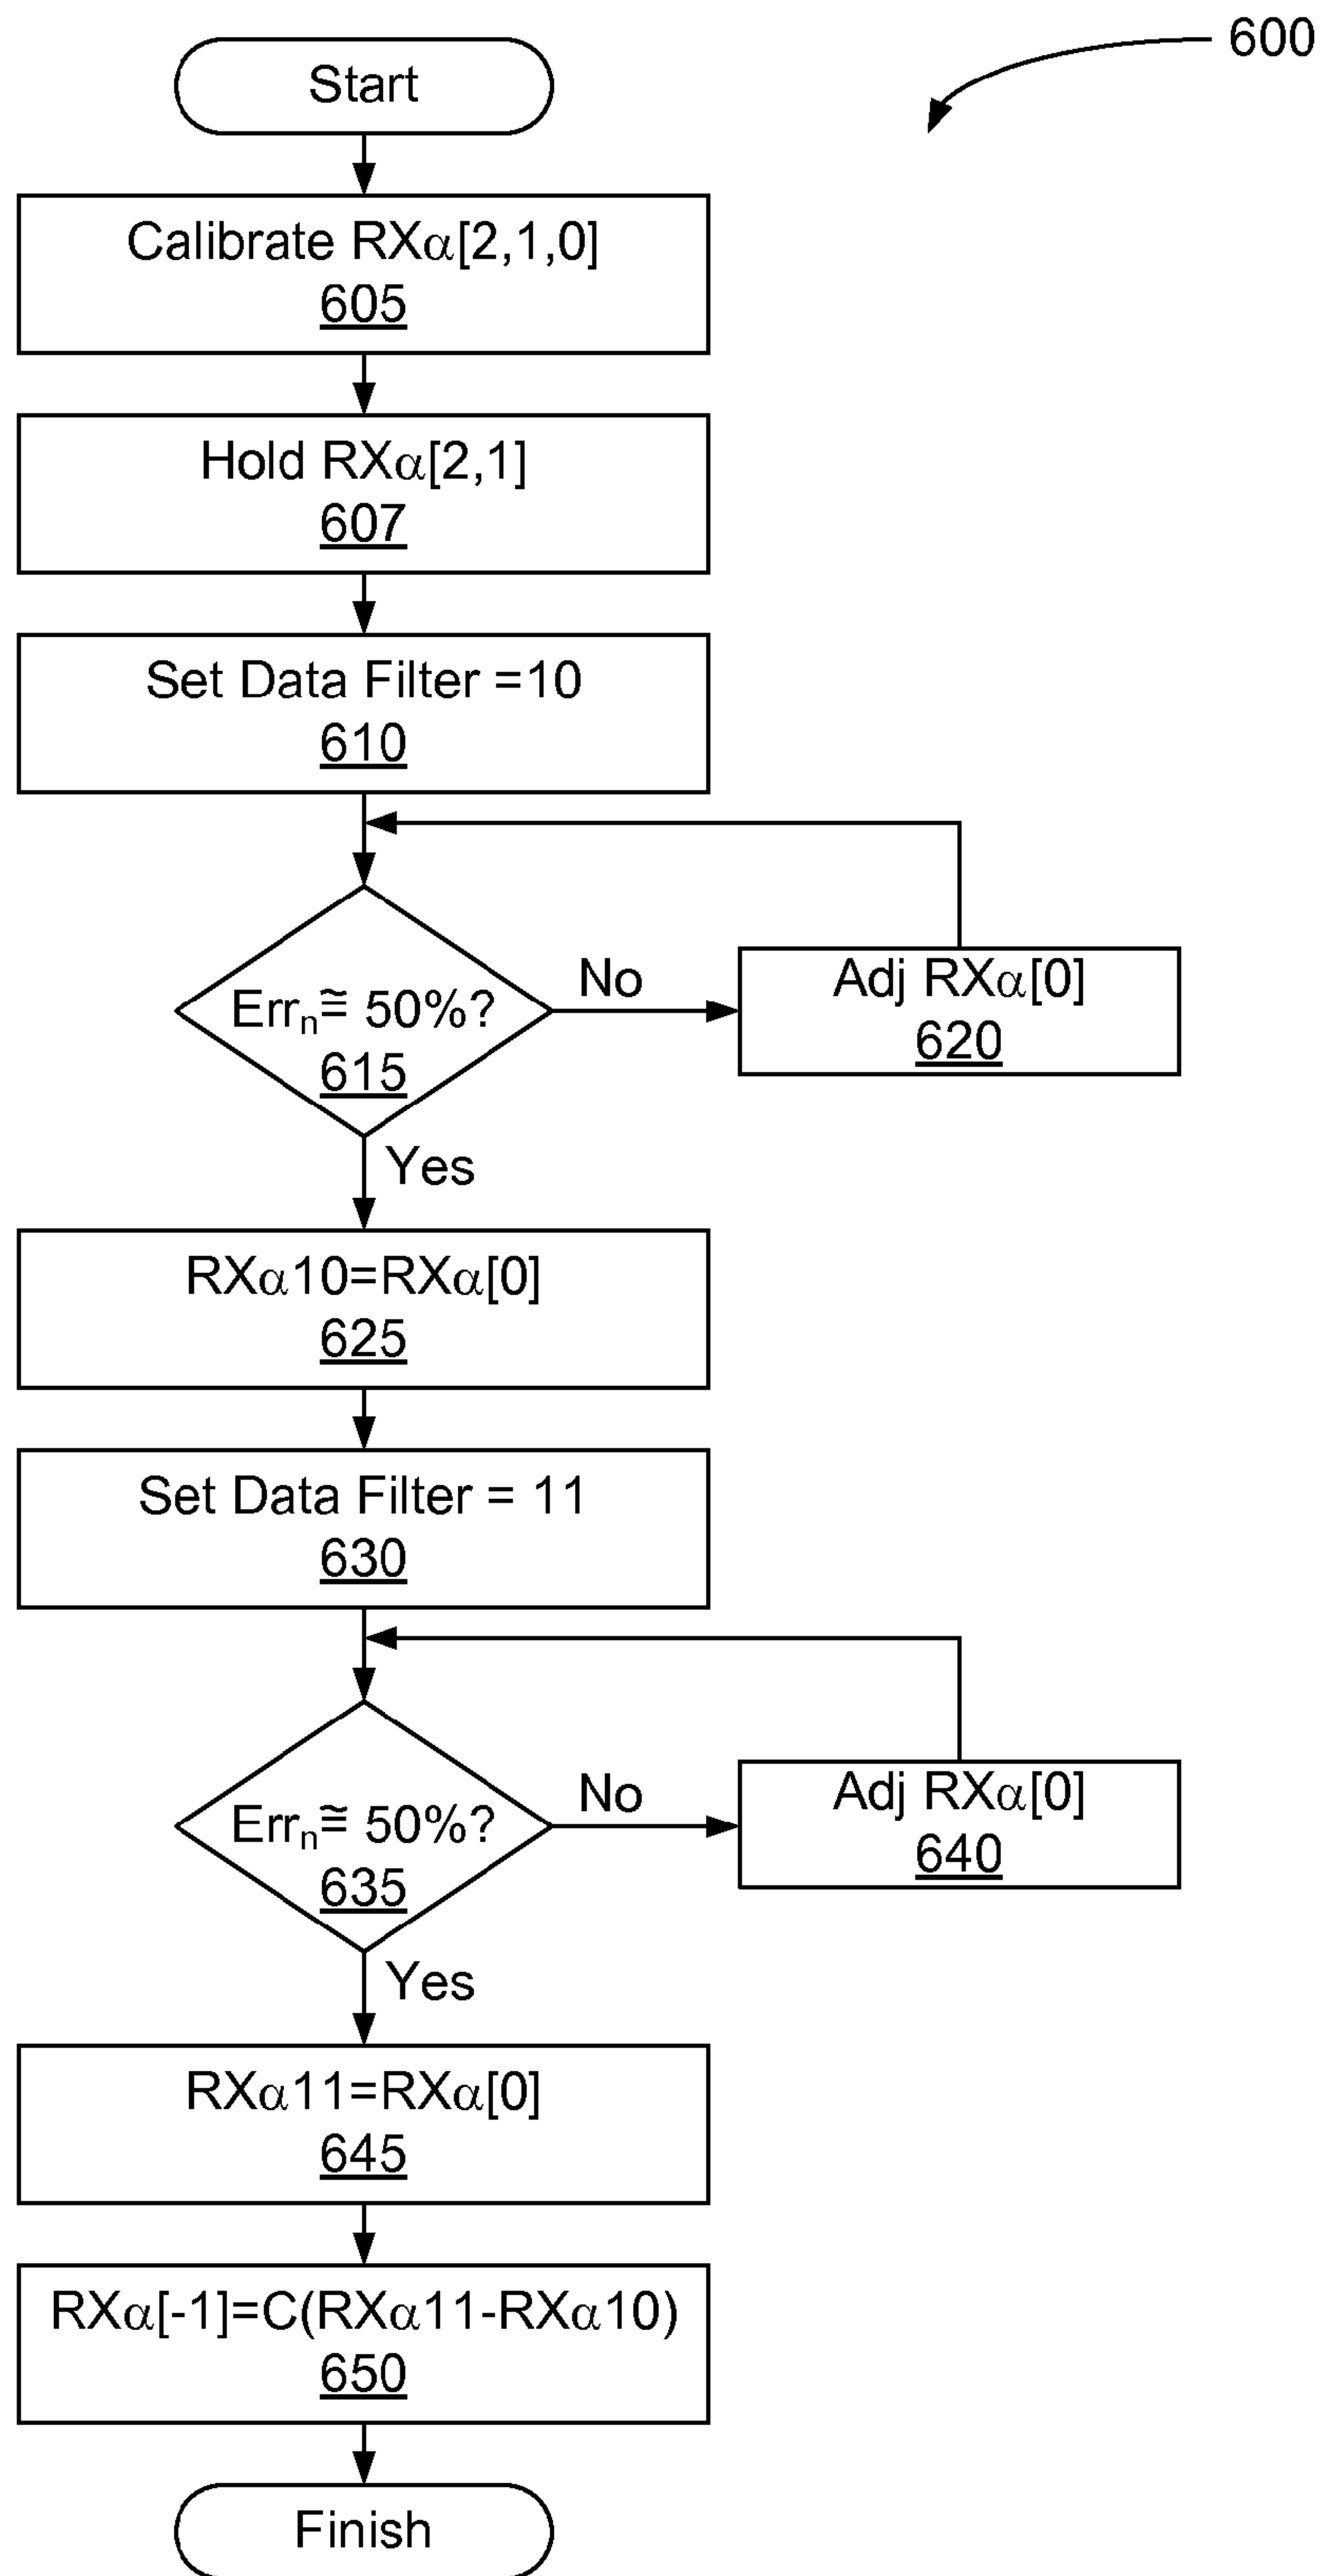 600
Start
Calibrate RXα[2,1,0]
605
Hold RXα[2,1]
607
Set Data Filter =10
610
Errn≅ 50%?
615
No
Adj RXα[0]
620
Yes
RXα10=RXα[0]
625
Set Data Filter = 11
630
Errn≅ 50%?
635
No
Adj RXα[0]
640
Yes
RXα11=RXα[0]
645
RXα[-1]=C(RXα11-RXα10)
650
Finish